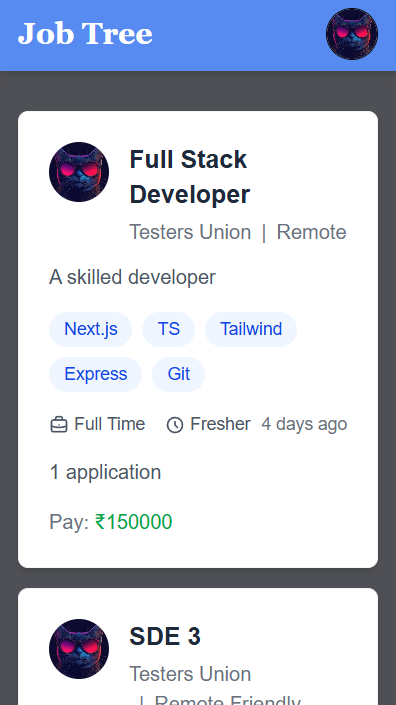 Job Tree
Full Stack
Developer
Testers Union | Remote
A skilled developer
Next.js TS Tailwind
Express Git
Full Time Fresher 4 days ago
1 application
Pay: ₹150000
SDE 3
Testers Union
| Remote Friendly